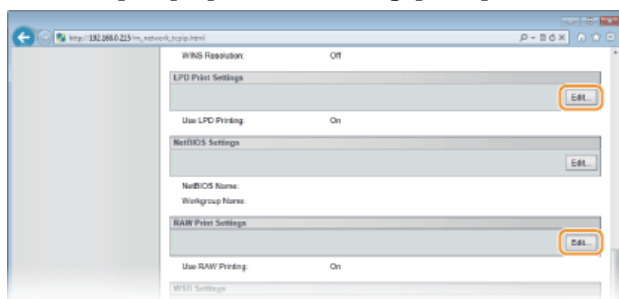 http://192.168.0.215/m_network_tcpip.html
WINS Resolution: Off
LPD Print Settings
Edit...
Use LPD Printing: On
NetBIOS Settings
Edit...
NetBIOS Name:
Workgroup Name:
RAW Print Settings
Edit...
Use RAW Printing: On
WSD Settings